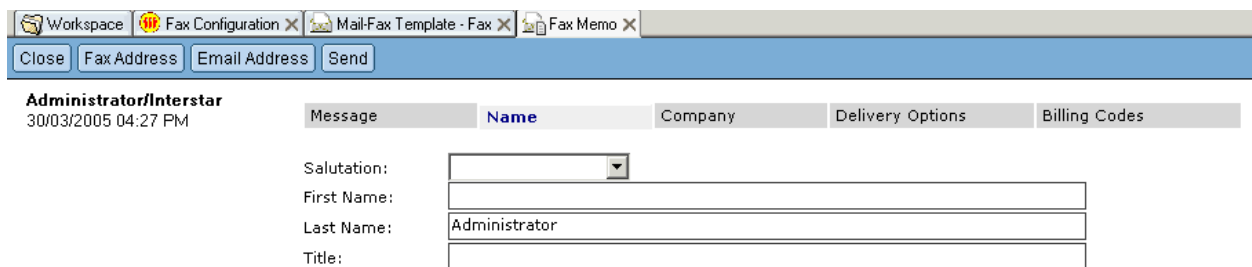 Workspace Fax Configuration Mail-Fax Template - Fax Fax Memo
Close Fax Address Email Address Send
Administrator/Interstar
30/03/2005 04:27 PM
Message Name Company Delivery Options Billing Codes
Salutation:
First Name:
Last Name: Administrator
Title: